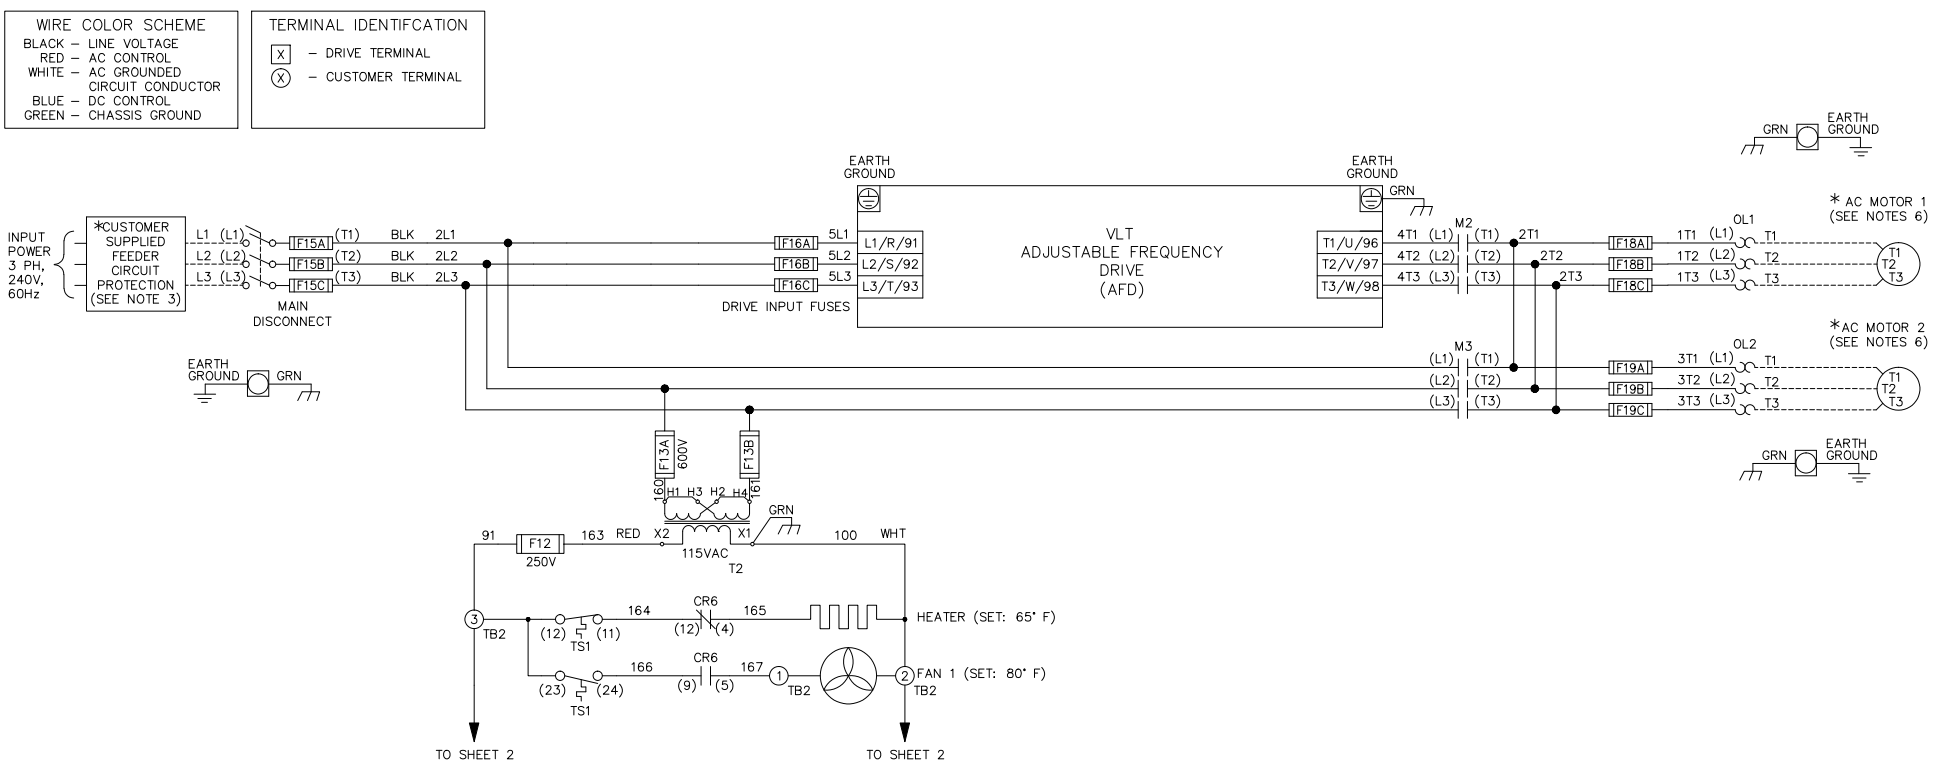 WIRE COLOR SCHEME
BLACK – LINE VOLTAGE
RED – AC CONTROL
WHITE – AC GROUNDED
CIRCUIT CONDUCTOR
BLUE – DC CONTROL
GREEN – CHASSIS GROUND
TERMINAL IDENTIFCATION
X – DRIVE TERMINAL
X – CUSTOMER TERMINAL
GRN
EARTH
GROUND
EARTH
GROUND
EARTH
GROUND
GRN
* AC MOTOR 1
(SEE NOTES 6)
INPUT
POWER
3 PH,
240V,
60Hz
*CUSTOMER
SUPPLIED
FEEDER
CIRCUIT
PROTECTION
(SEE NOTE 3)
L1 (L1) F15A (T1) BLK 2L1 F16A 5L1 L1/R/91
L2 (L2) F15B (T2) BLK 2L2 F16B 5L2 L2/S/92
L3 (L3) F15C (T3) BLK 2L3 F16C 5L3 L3/T/93
MAIN
DISCONNECT
DRIVE INPUT FUSES
VLT
ADJUSTABLE FREQUENCY
DRIVE
(AFD)
M2
OL1
T1/U/96 4T1 (L1) (T1) 2T1 F18A 1T1 (L1) T1 T1
T2/V/97 4T2 (L2) (T2) 2T2 F18B 1T2 (L2) T2 T2
T3/W/98 4T3 (L3) (T3) 2T3 F18C 1T3 (L3) T3 T3
* AC MOTOR 2
(SEE NOTES 6)
M3
OL2
(L1) (T1) F19A 3T1 (L1) T1 T1
(L2) (T2) F19B 3T2 (L2) T2 T2
(L3) (T3) F19C 3T3 (L3) T3 T3
EARTH
GROUND
GRN
GRN
EARTH
GROUND
F13A
600V
F13B
160
H1 H3 H2 H4
161
GRN
91 F12 163 RED X2 X1 100 WHT
250V
115VAC
T2
3
TB2
164 CR6 165
(12) (11) (12) (4)
TS1
HEATER (SET: 65° F)
166 CR6 167
(23) (24) (9) (5) 1 TB2
TS1
2
TB2
FAN 1 (SET: 80° F)
TO SHEET 2
TO SHEET 2